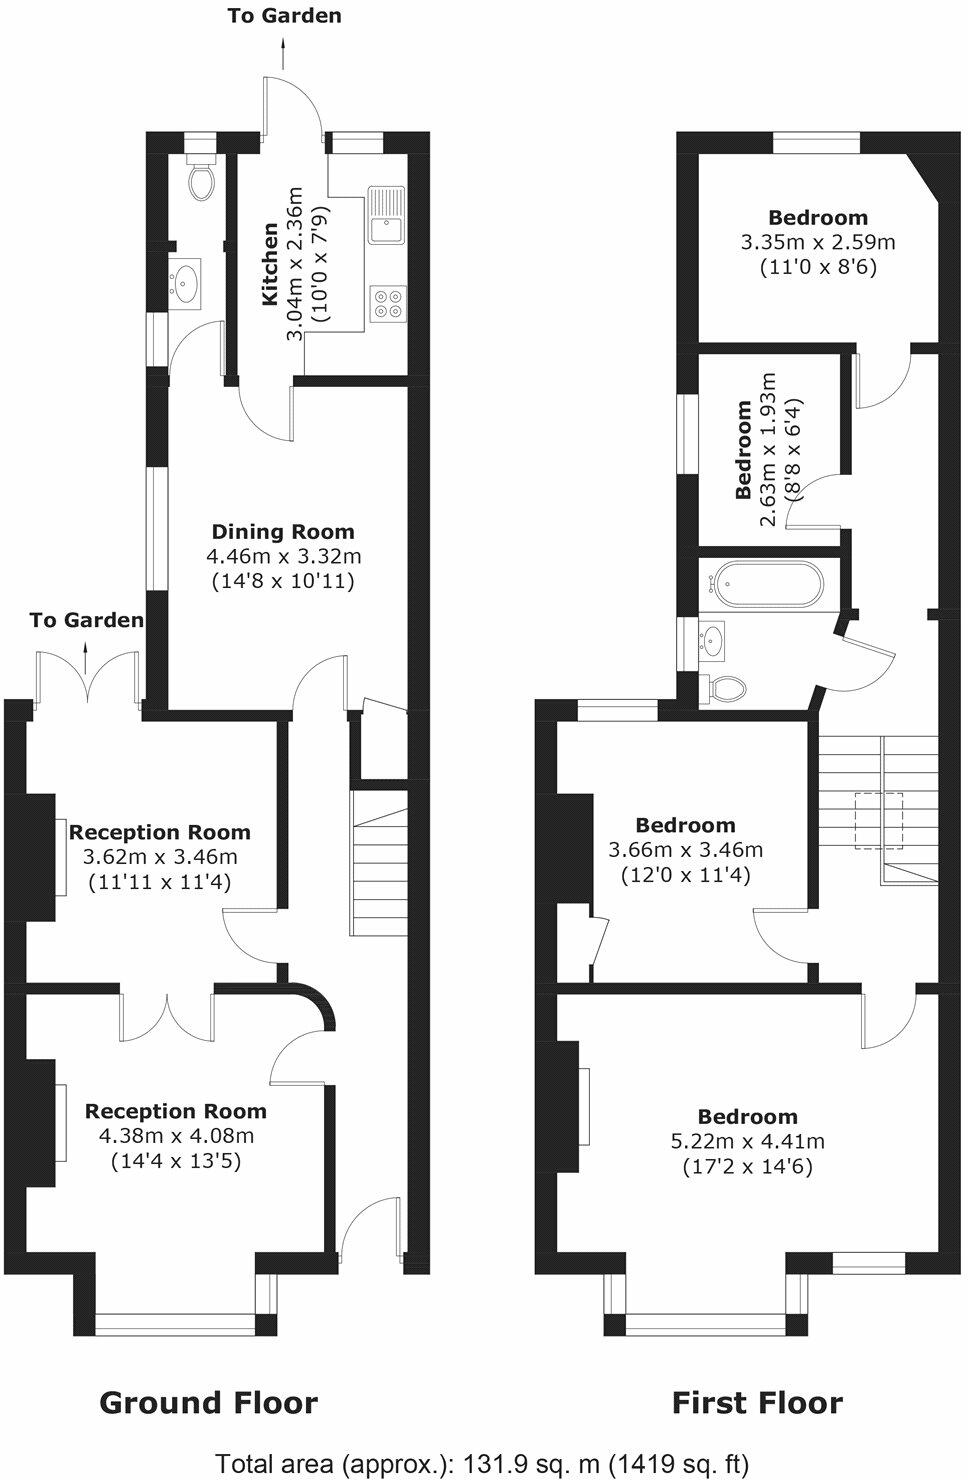 To Garden
Kitchen
3.04m x 2.36m
(10'0 x 7'9)
Dining Room
4.46m x 3.32m
(14'8 x 10'11)
To Garden
Reception Room
3.62m x 3.46m
(11'11 x 11'4)
Reception Room
4.38m x 4.08m
(14'4 x 13'5)
Ground Floor
Bedroom
3.35m x 2.59m
(11'0 x 8'6)
Bedroom
2.63m x 1.93m
(8'8 x 6'4)
Bedroom
3.66m x 3.46m
(12'0 x 11'4)
Bedroom
5.22m x 4.41m
(17'2 x 14'6)
First Floor
Total area (approx.): 131.9 sq. m (1419 sq. ft)